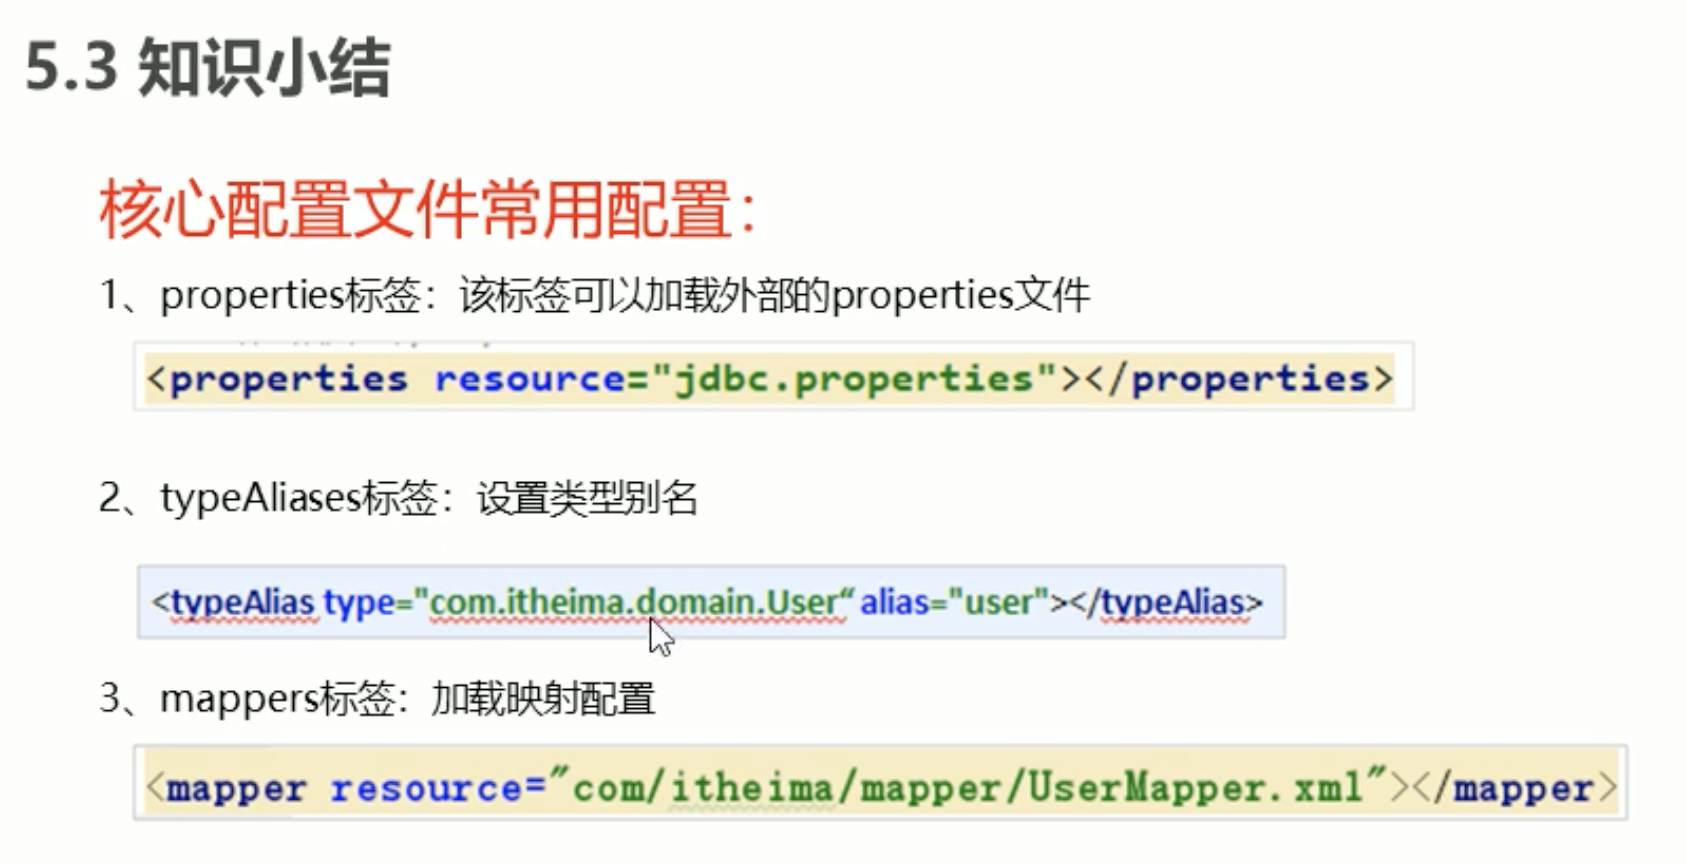 5.3 知识小结
核心配置文件常用配置：
1、properties标签：该标签可以加载外部的properties文件
<properties resource="jdbc.properties"></properties>
2、typeAliases标签：设置类型别名
<typeAlias type="com.itheima.domain.User“ alias="user"></typeAlias>
3、mappers标签：加载映射配置
<mapper resource="com/itheima/mapper/UserMapper.xml"></mapper>